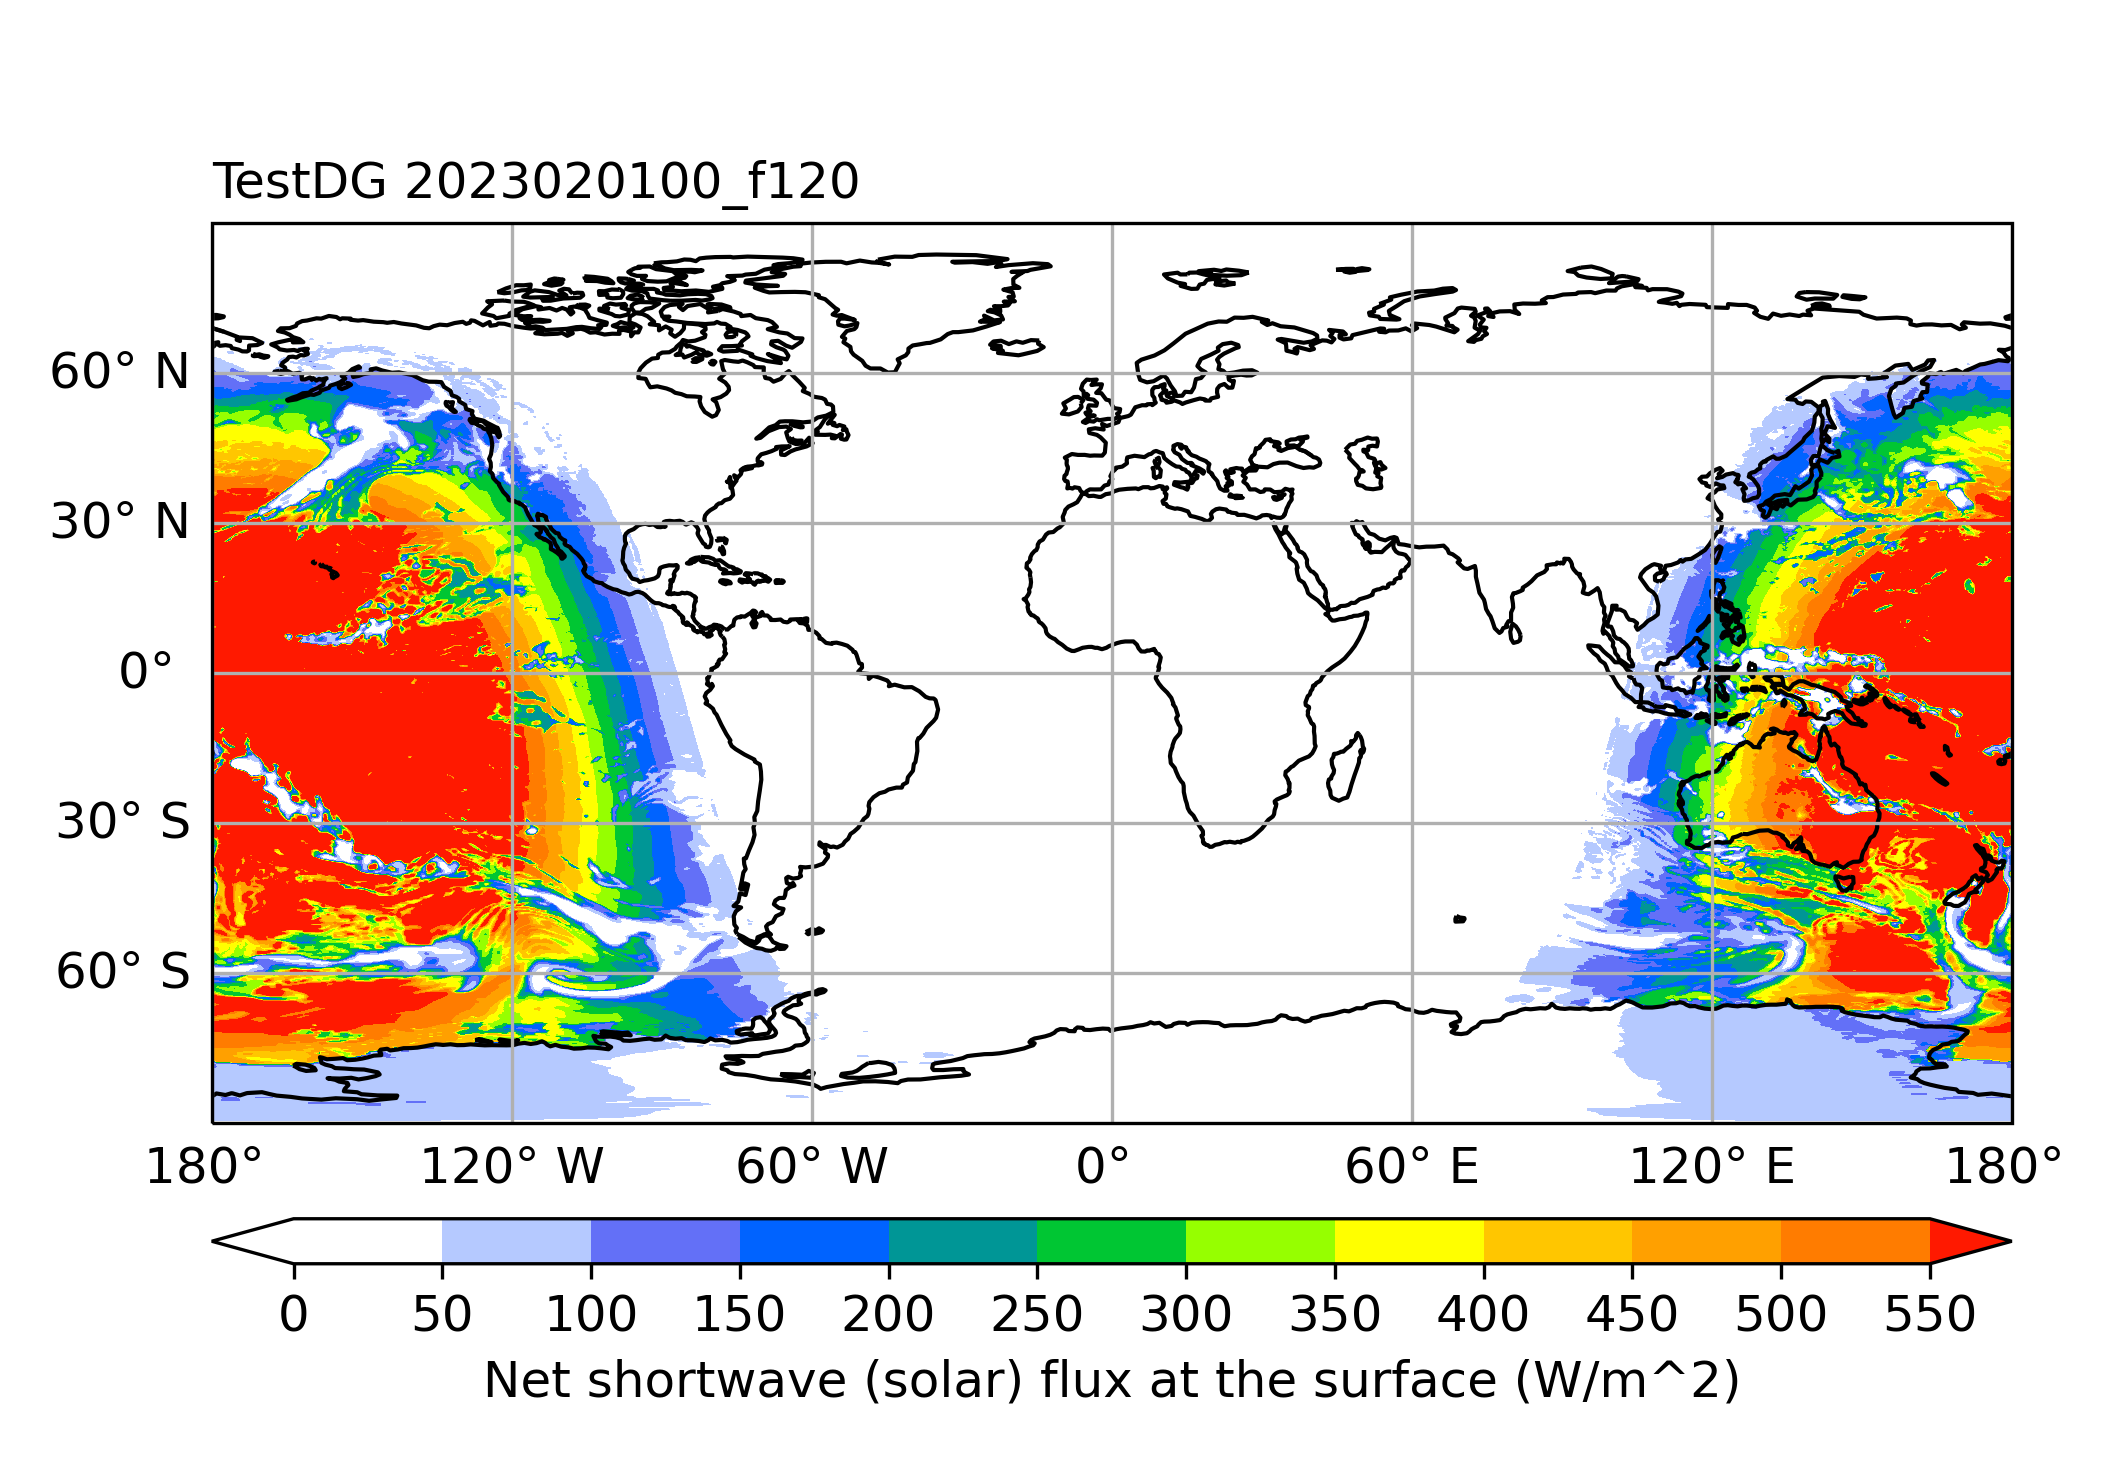 TestDG 2023020100_f120
60° N
30° N
0°
30° S
60° S
180° 120° W 60° W 0° 60° E 120° E 180°
0 50 100 150 200 250 300 350 400 450 500 550
Net shortwave (solar) flux at the surface (W/m^2)